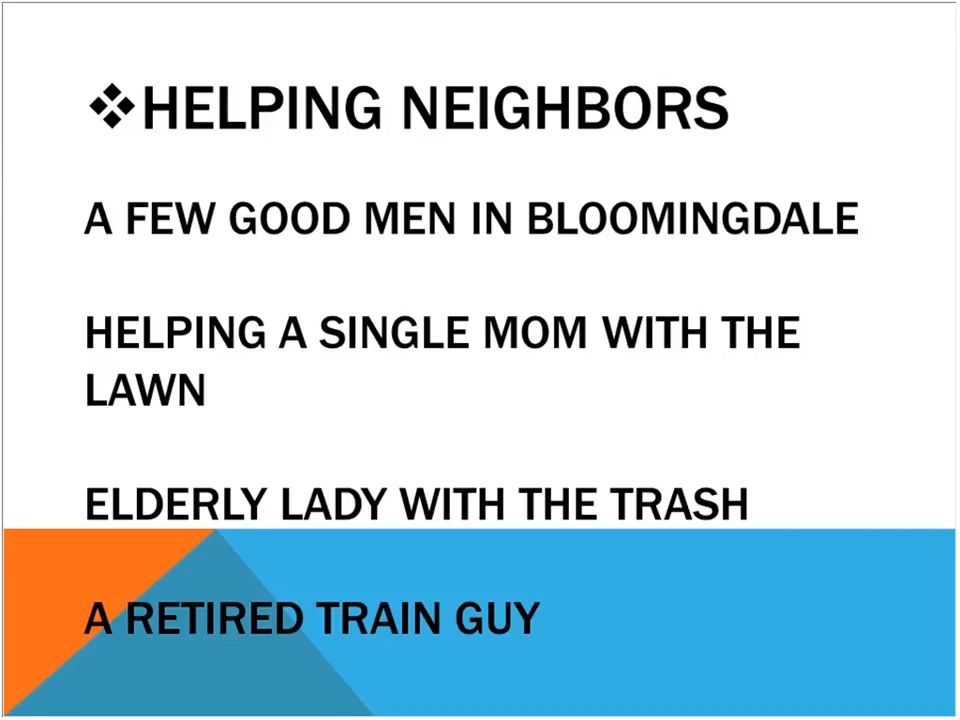 ❖HELPING NEIGHBORS
A FEW GOOD MEN IN BLOOMINGDALE
HELPING A SINGLE MOM WITH THE
LAWN
ELDERLY LADY WITH THE TRASH
A RETIRED TRAIN GUY